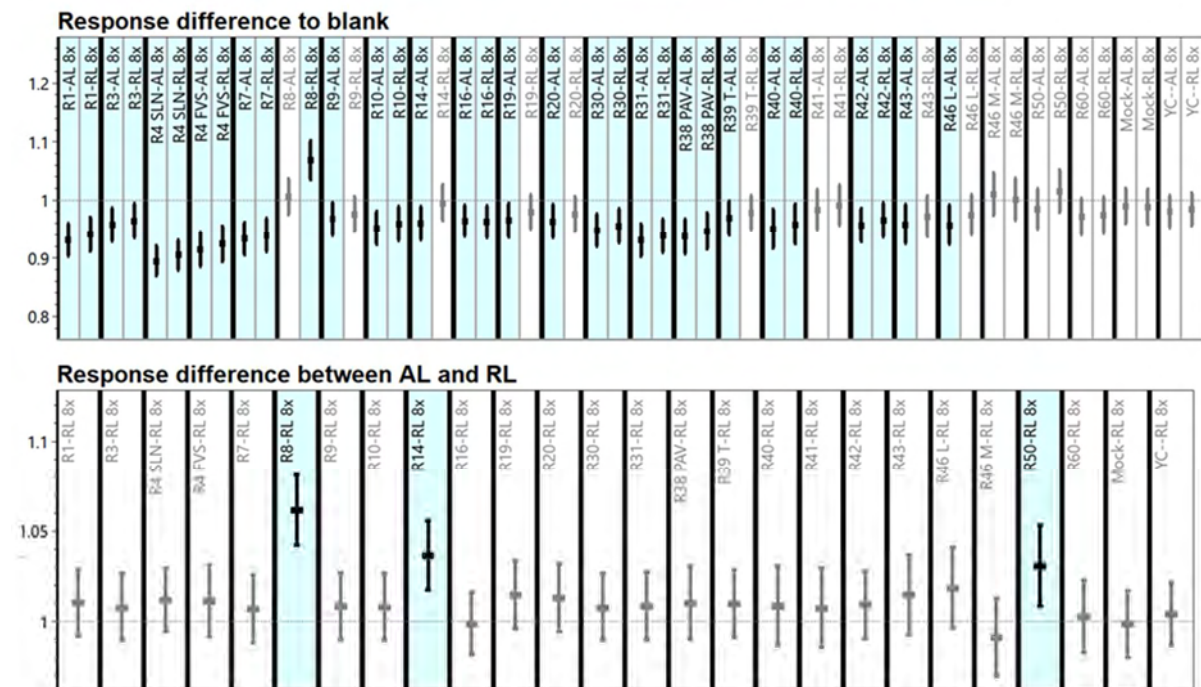 Response difference to blank
R1-AL 8x
R1-RL 8x
R3-AL 8x
R3-RL 8x
R4 SLN-AL 8x
R4 SLN-RL 8x
R4 FVS-AL 8x
R4 FVS-RL 8x
R7-AL 8x
R7-RL 8x
R8-AL 8x
R8-RL 8x
R9-AL 8x
R9-RL 8x
R10-AL 8x
R10-RL 8x
R14-AL 8x
R14-RL 8x
R16-AL 8x
R16-RL 8x
R19-AL 8x
R19-RL 8x
R20-AL 8x
R20-RL 8x
R30-AL 8x
R30-RL 8x
R31-AL 8x
R31-RL 8x
R38 PAV-AL 8x
R38 PAV-RL 8x
R39 T-AL 8x
R39 T-RL 8x
R40-AL 8x
R40-RL 8x
R41-AL 8x
R41-RL 8x
R42-AL 8x
R42-RL 8x
R43-AL 8x
R43-RL 8x
R46 L-AL 8x
R46 L-RL 8x
R46 M-AL 8x
R46 M-RL 8x
R50-AL 8x
R50-RL 8x
R60-AL 8x
R60-RL 8x
Mock-AL 8x
Mock-RL 8x
YC--AL 8x
YC--RL 8x
1.2
1.1
1
0.9
0.8
Response difference between AL and RL
R1-RL 8x
R3-RL 8x
R4 SLN-RL 8x
R4 FVS-RL 8x
R7-RL 8x
R8-RL 8x
R9-RL 8x
R10-RL 8x
R14-RL 8x
R16-RL 8x
R19-RL 8x
R20-RL 8x
R30-RL 8x
R31-RL 8x
R38 PAV-RL 8x
R39 T-RL 8x
R40-RL 8x
R41-RL 8x
R42-RL 8x
R43-RL 8x
R46 L-RL 8x
R46 M-RL 8x
R50-RL 8x
R60-RL 8x
Mock-RL 8x
YC-RL 8x
1.1
1.05
1